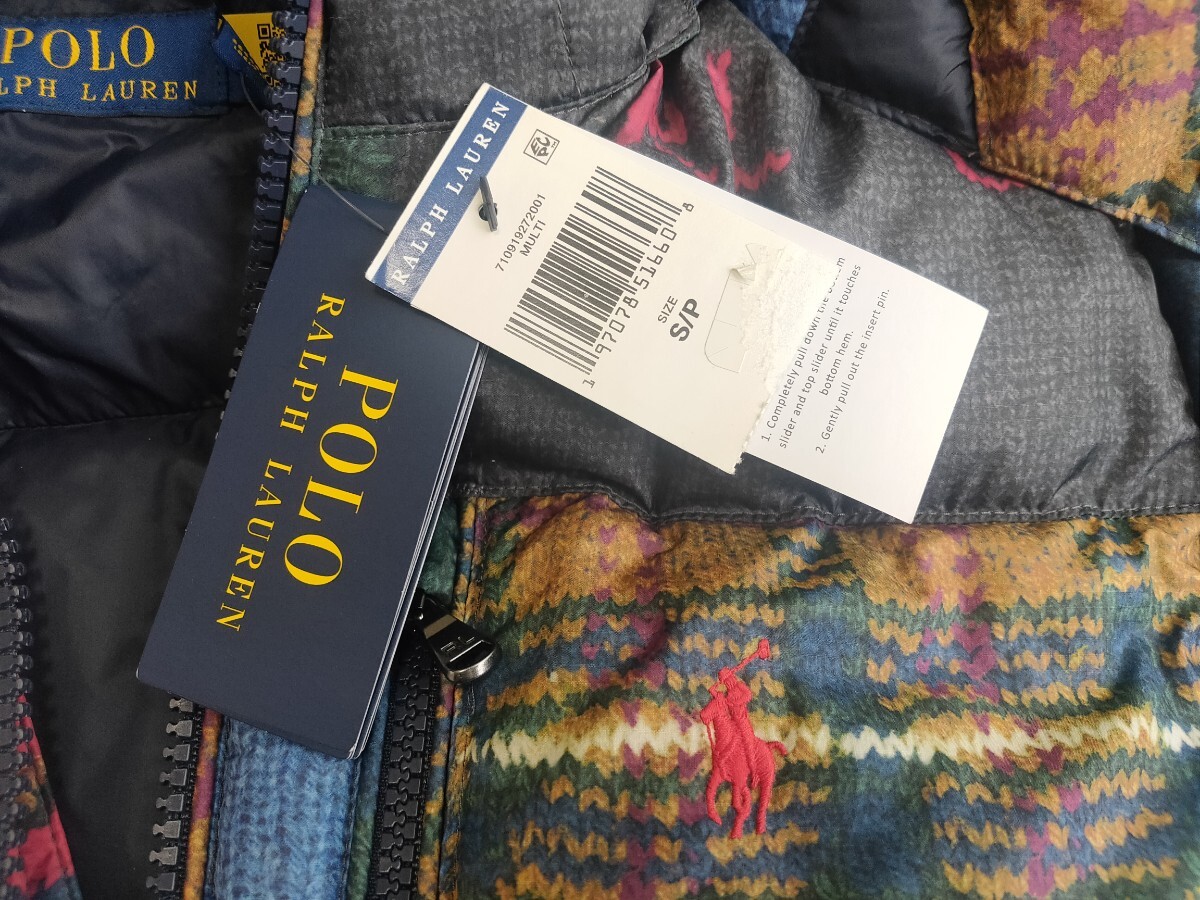 POLO
LPH LAUREN
RALPH LAUREN
710919272001
MULTI
1 97078 51660 8
SIZE
S/P
1. Completely pull down the bottom
slider and top slider until it touches
bottom hem.
2. Gently pull out the insert pin.
POLO
RALPH LAUREN